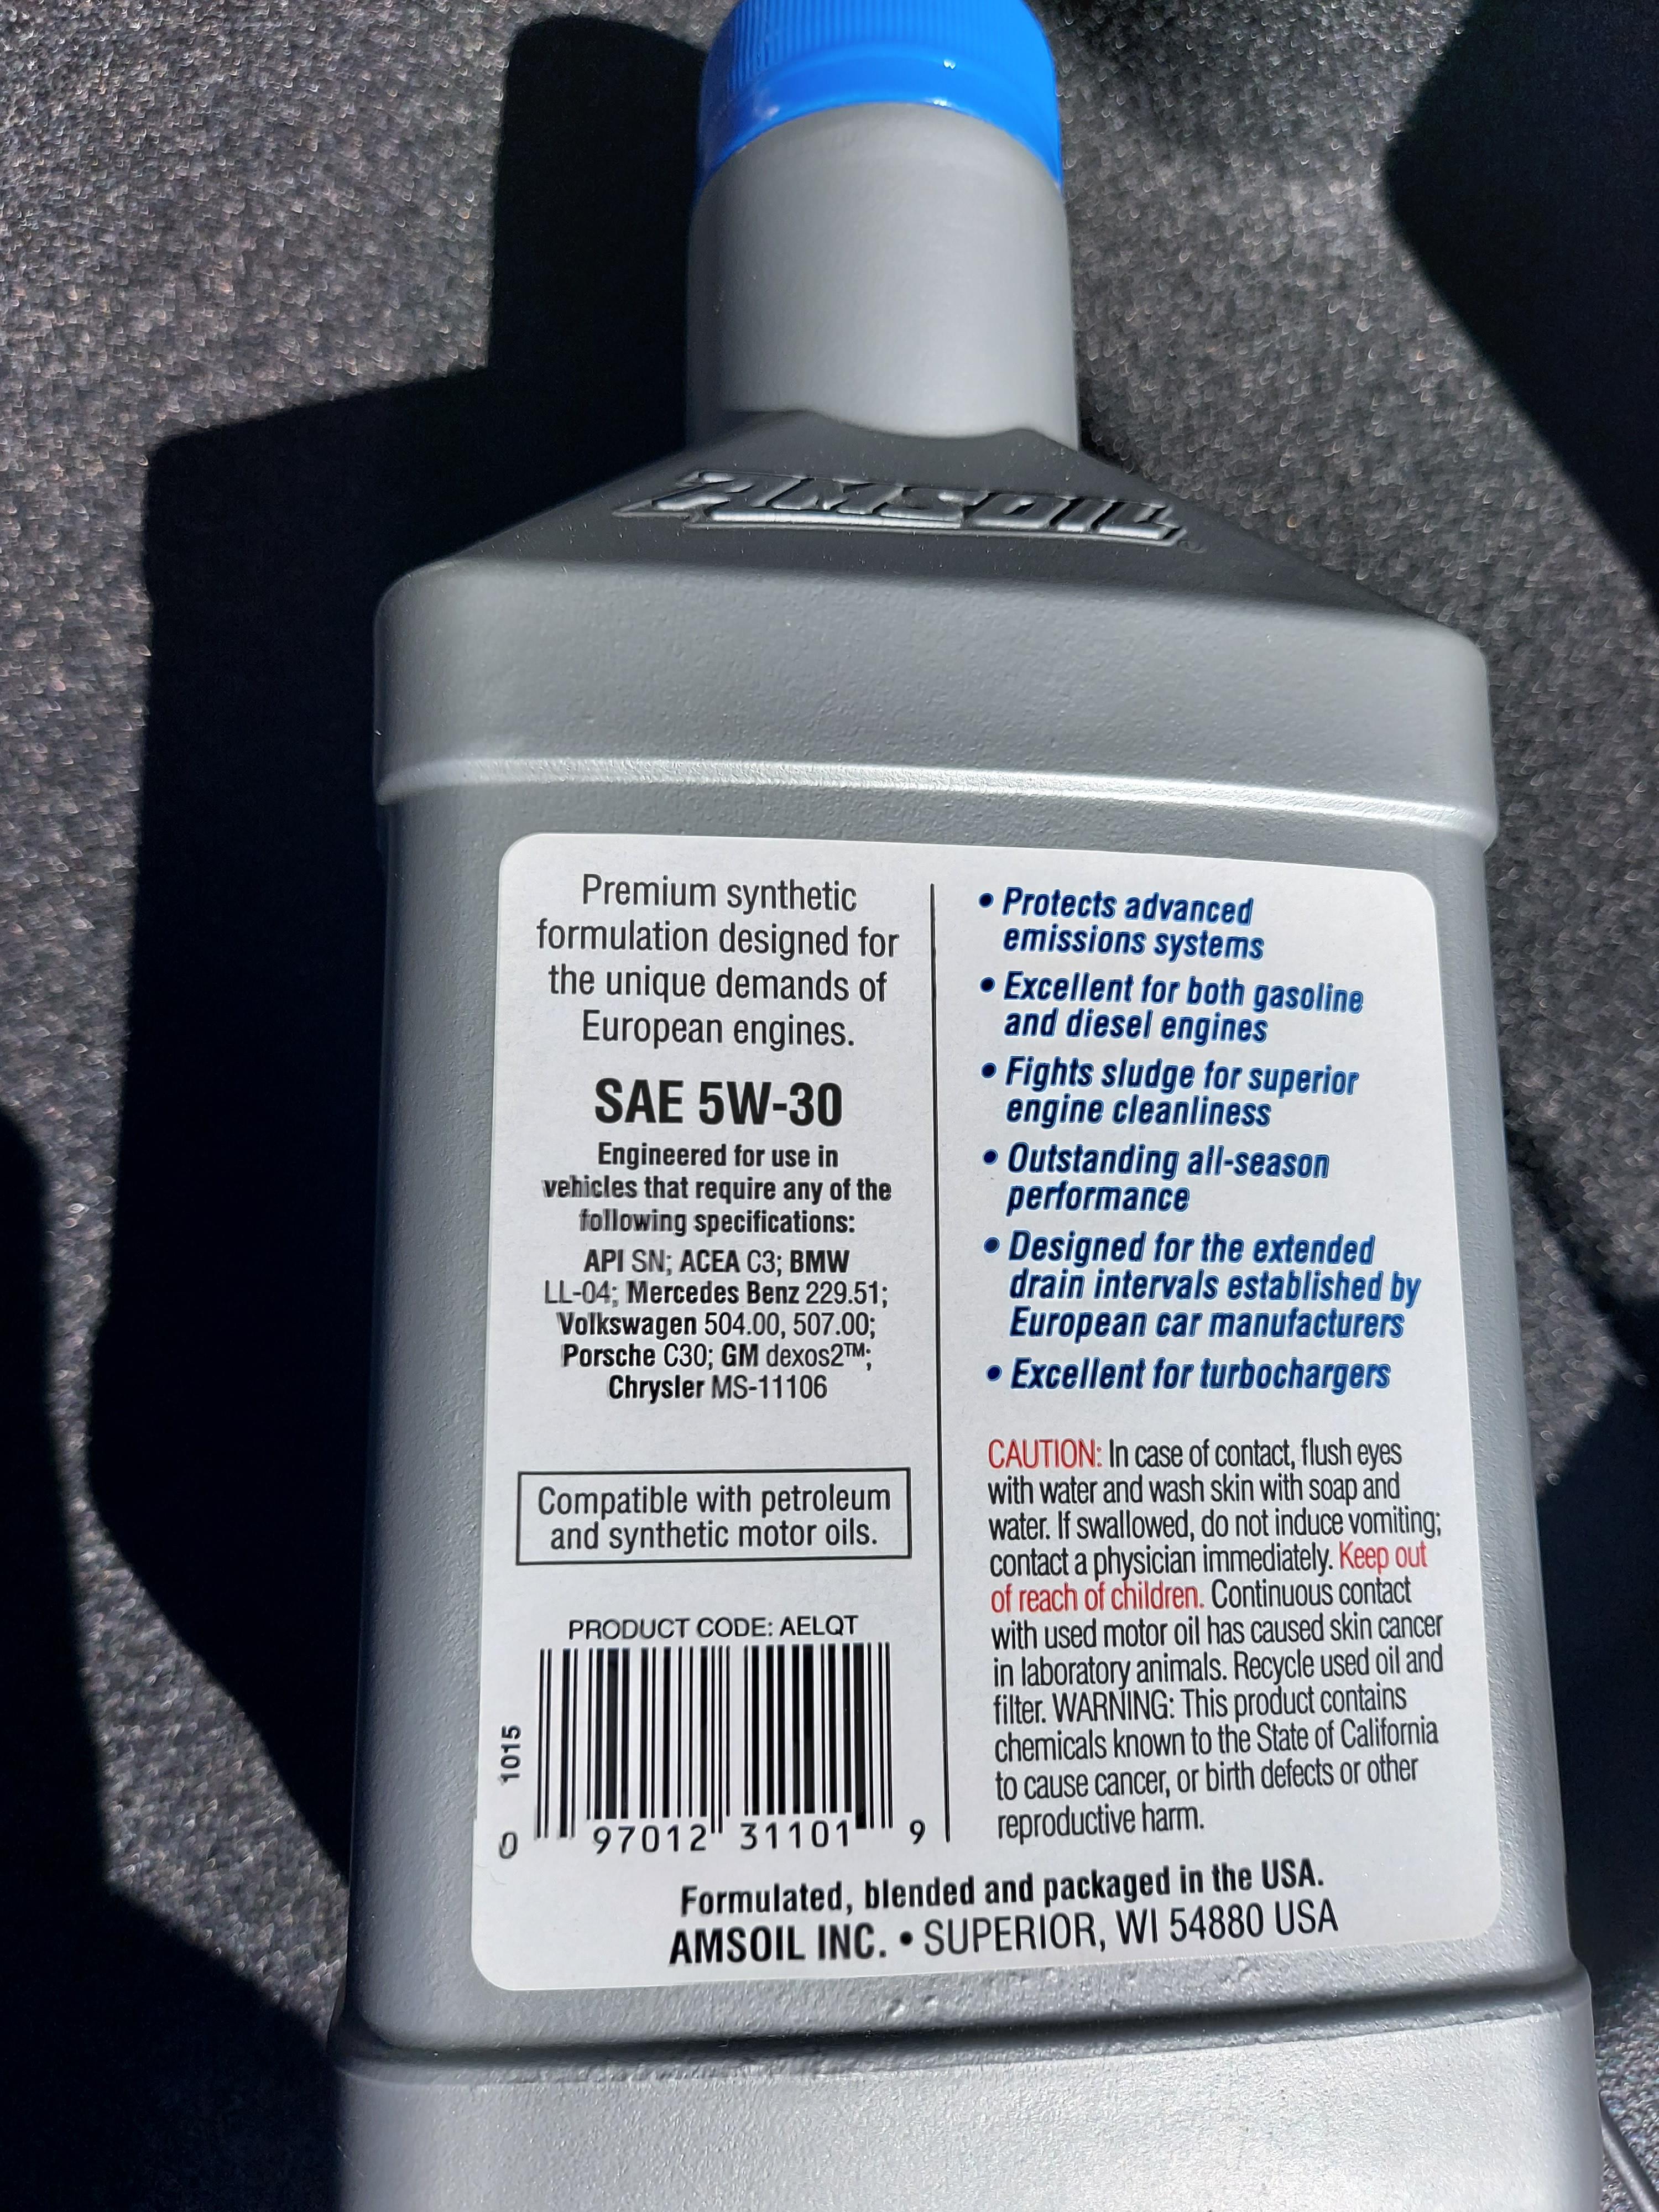 AMSOIL
Premium synthetic
formulation designed for
the unique demands of
European engines.
SAE 5W-30
Engineered for use in
vehicles that require any of the
following specifications:
API SN; ACEA C3; BMW
LL-04; Mercedes Benz 229.51;
Volkswagen 504.00, 507.00;
Porsche C30; GM dexos2™;
Chrysler MS-11106
Compatible with petroleum
and synthetic motor oils.
PRODUCT CODE: AELQT
1015
0 97012 31101 9
• Protects advanced
emissions systems
• Excellent for both gasoline
and diesel engines
• Fights sludge for superior
engine cleanliness
• Outstanding all-season
performance
• Designed for the extended
drain intervals established by
European car manufacturers
• Excellent for turbochargers
CAUTION: In case of contact, flush eyes
with water and wash skin with soap and
water. If swallowed, do not induce vomiting;
contact a physician immediately. Keep out
of reach of children. Continuous contact
with used motor oil has caused skin cancer
in laboratory animals. Recycle used oil and
filter. WARNING: This product contains
chemicals known to the State of California
to cause cancer, or birth defects or other
reproductive harm.
Formulated, blended and packaged in the USA.
AMSOIL INC. • SUPERIOR, WI 54880 USA